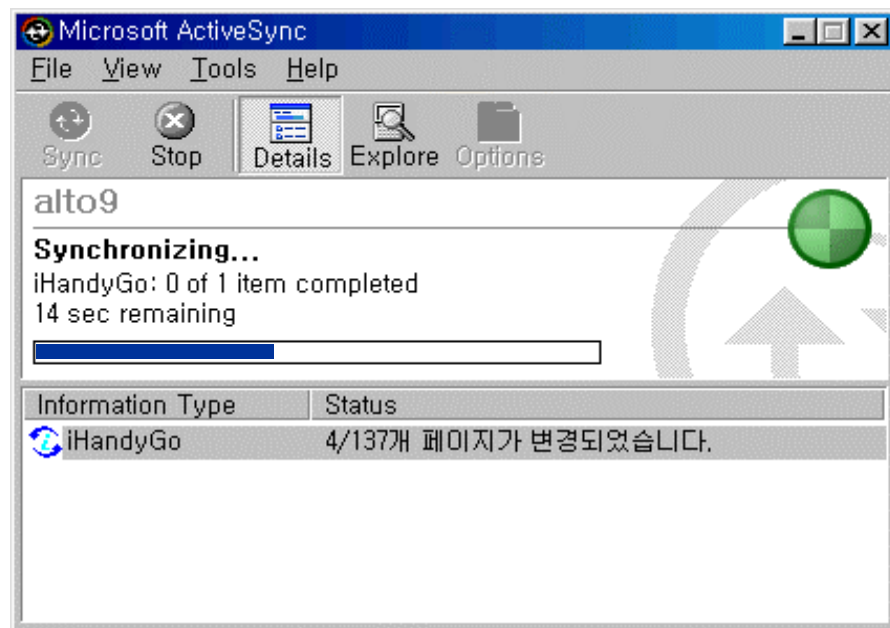 Microsoft ActiveSync
File View Tools Help
Sync Stop Details Explore Options
alto9
Synchronizing...
iHandyGo: 0 of 1 item completed
14 sec remaining
Information Type Status
iHandyGo 4/137개 페이지가 변경되었습니다.